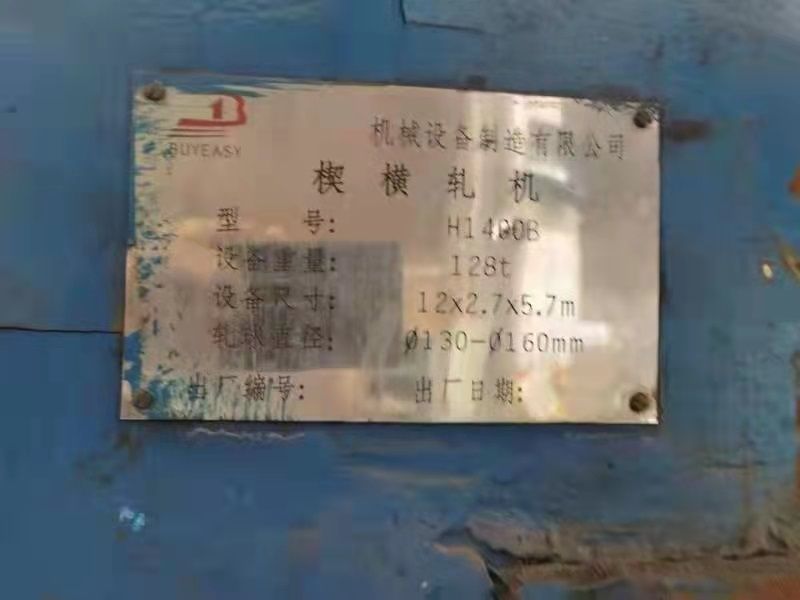 BUYEASY
机械设备制造有限公司
楔横轧机
型 号: H1400B
设备重量: 128t
设备尺寸: 12x2.7x5.7m
轧球直径: Ø130-Ø160mm
出厂编号: 出厂日期: